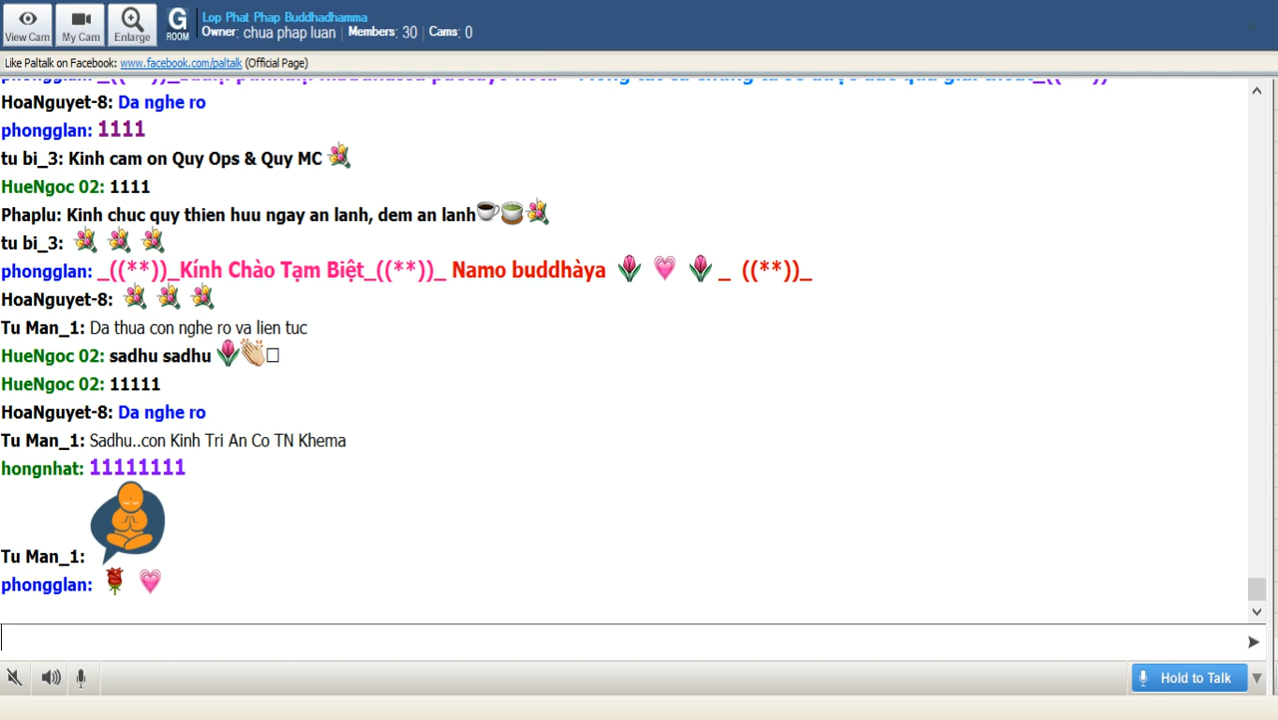 View Cam
My Cam
Enlarge
G
ROOM
Lop Phat Phap Buddhadhamma
Owner: chua phap luan | Members: 30 | Cams: 0
Like Paltalk on Facebook: www.facebook.com/paltalk (Official Page)
HoaNguyet-8: Da nghe ro
phongglan: 1111
tu bi_3: Kinh cam on Quy Ops & Quy MC
HueNgoc 02: 1111
Phaplu: Kinh chuc quy thien huu ngay an lanh, dem an lanh
tu bi_3:
phongglan: _((**))_Kính Chào Tạm Biệt_((**))_ Namo buddhàya _ ((**))_
HoaNguyet-8:
Tu Man_1: Da thua con nghe ro va lien tuc
HueNgoc 02: sadhu sadhu
HueNgoc 02: 11111
HoaNguyet-8: Da nghe ro
Tu Man_1: Sadhu..con Kinh Tri An Co TN Khema
hongnhat: 11111111
Tu Man_1:
phongglan:
Hold to Talk